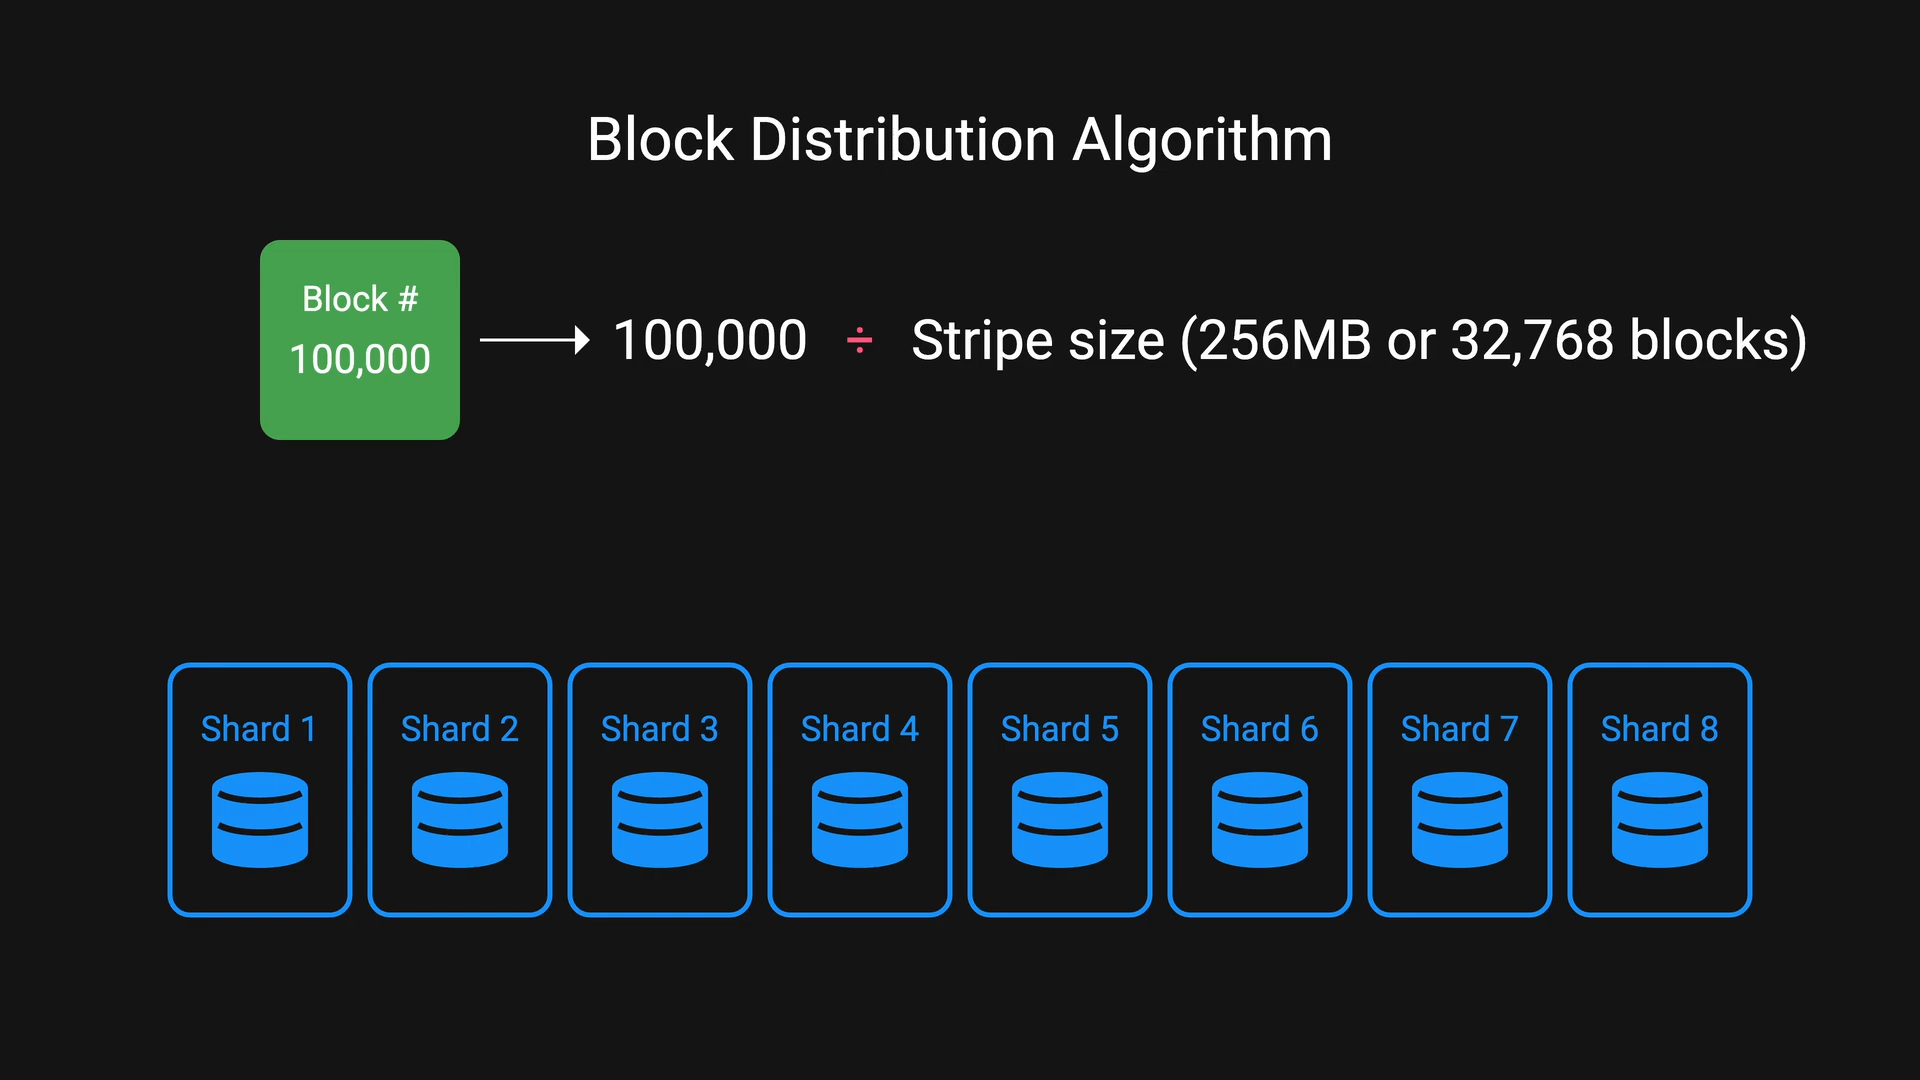 Block Distribution Algorithm
Block #
100,000
100,000 ÷ Stripe size (256MB or 32,768 blocks)
Shard 1
Shard 2
Shard 3
Shard 4
Shard 5
Shard 6
Shard 7
Shard 8